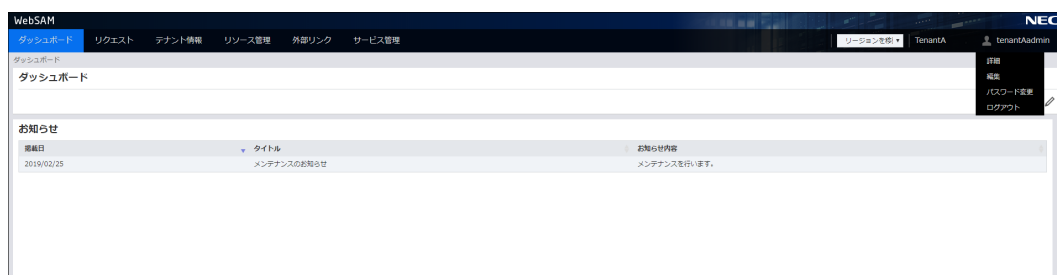 WebSAM NEC
ダッシュボード リクエスト テナント情報 リソース管理 外部リンク サービス管理 リージョンを移 TenantA tenantAadmin
ダッシュボード
詳細
ダッシュボード
編集
パスワード変更
ログアウト
お知らせ
掲載日 タイトル お知らせ内容
2019/02/25 メンテナンスのお知らせ メンテナンスを行います。